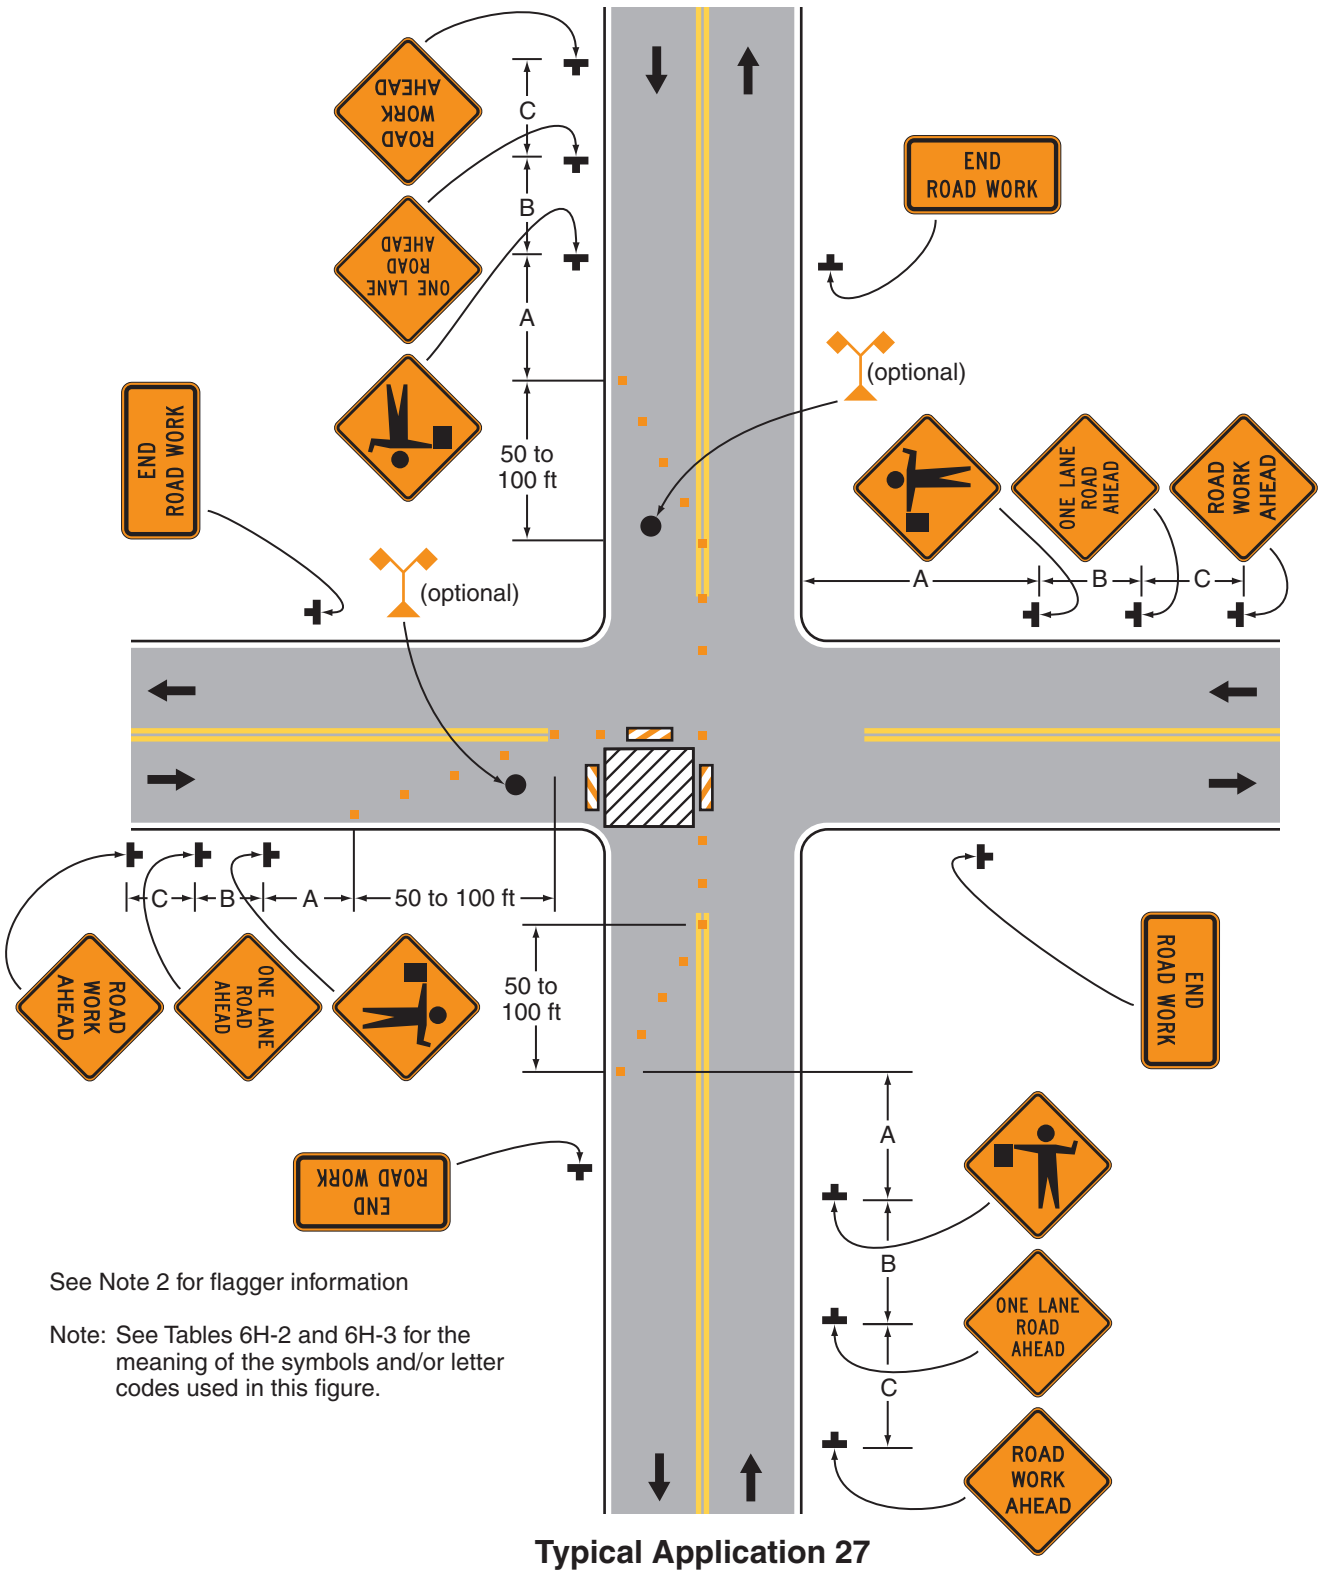 ROAD
WORK
AHEAD
C
END
ROAD WORK
B
ONE LANE
ROAD
AHEAD
A
(optional)
END
ROAD WORK
50 to
100 ft
ONE LANE
ROAD
AHEAD
ROAD
WORK
AHEAD
A
B
C
(optional)
C
B
A
50 to 100 ft
ROAD
WORK
AHEAD
ONE LANE
ROAD
AHEAD
50 to
100 ft
END
ROAD WORK
A
END
ROAD WORK
B
ONE LANE
ROAD
AHEAD
C
ROAD
WORK
AHEAD
See Note 2 for flagger information
Note: See Tables 6H-2 and 6H-3 for the
meaning of the symbols and/or letter
codes used in this figure.
Typical Application 27